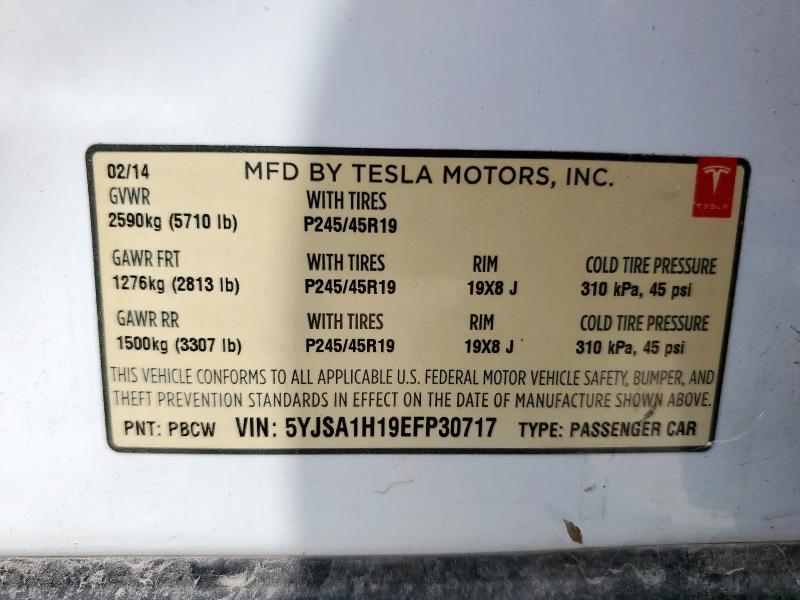 02/14 MFD BY TESLA MOTORS, INC.
TESLA
GVWR WITH TIRES
2590kg (5710 lb) P245/45R19
GAWR FRT WITH TIRES RIM COLD TIRE PRESSURE
1276kg (2813 lb) P245/45R19 19X8 J 310 kPa, 45 psi
GAWR RR WITH TIRES RIM COLD TIRE PRESSURE
1500kg (3307 lb) P245/45R19 19X8 J 310 kPa, 45 psi
THIS VEHICLE CONFORMS TO ALL APPLICABLE U.S. FEDERAL MOTOR VEHICLE SAFETY, BUMPER, AND
THEFT PREVENTION STANDARDS IN EFFECT ON THE DATE OF MANUFACTURE SHOWN ABOVE.
PNT: PBCW VIN: 5YJSA1H19EFP30717 TYPE: PASSENGER CAR